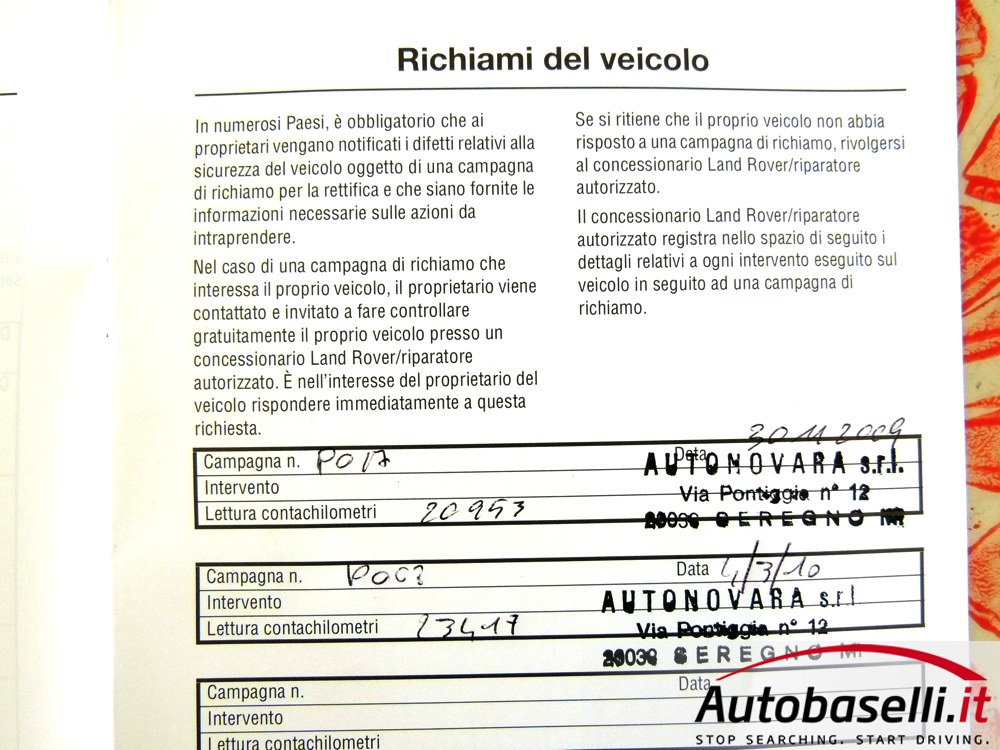 Richiami del veicolo
In numerosi Paesi, è obbligatorio che ai
proprietari vengano notificati i difetti relativi alla
sicurezza del veicolo oggetto di una campagna
di richiamo per la rettifica e che siano fornite le
informazioni necessarie sulle azioni da
intraprendere.
Nel caso di una campagna di richiamo che
interessa il proprio veicolo, il proprietario viene
contattato e invitato a fare controllare
gratuitamente il proprio veicolo presso un
concessionario Land Rover/riparatore
autorizzato. È nell'interesse del proprietario del
veicolo rispondere immediatamente a questa
richiesta.
Se si ritiene che il proprio veicolo non abbia
risposto a una campagna di richiamo, rivolgersi
al concessionario Land Rover/riparatore
autorizzato.
Il concessionario Land Rover/riparatore
autorizzato registra nello spazio di seguito i
dettagli relativi a ogni intervento eseguito sul
veicolo in seguito ad una campagna di
richiamo.
Campagna n. Data 30 11 2009
AUTONOVARA s.r.l.
Intervento
Via Pontiggia n° 12
Lettura contachilometri 20953
SEREGNO MI
Campagna n. Data 4/3/10
Intervento
AUTONOVARA s.r.l
Lettura contachilometri 23417
Via Pontiggia n° 12
SEREGNO MI
Campagna n. Data
Intervento
Lettura contachilometri
Autobaselli.it
STOP SEARCHING. START DRIVING.